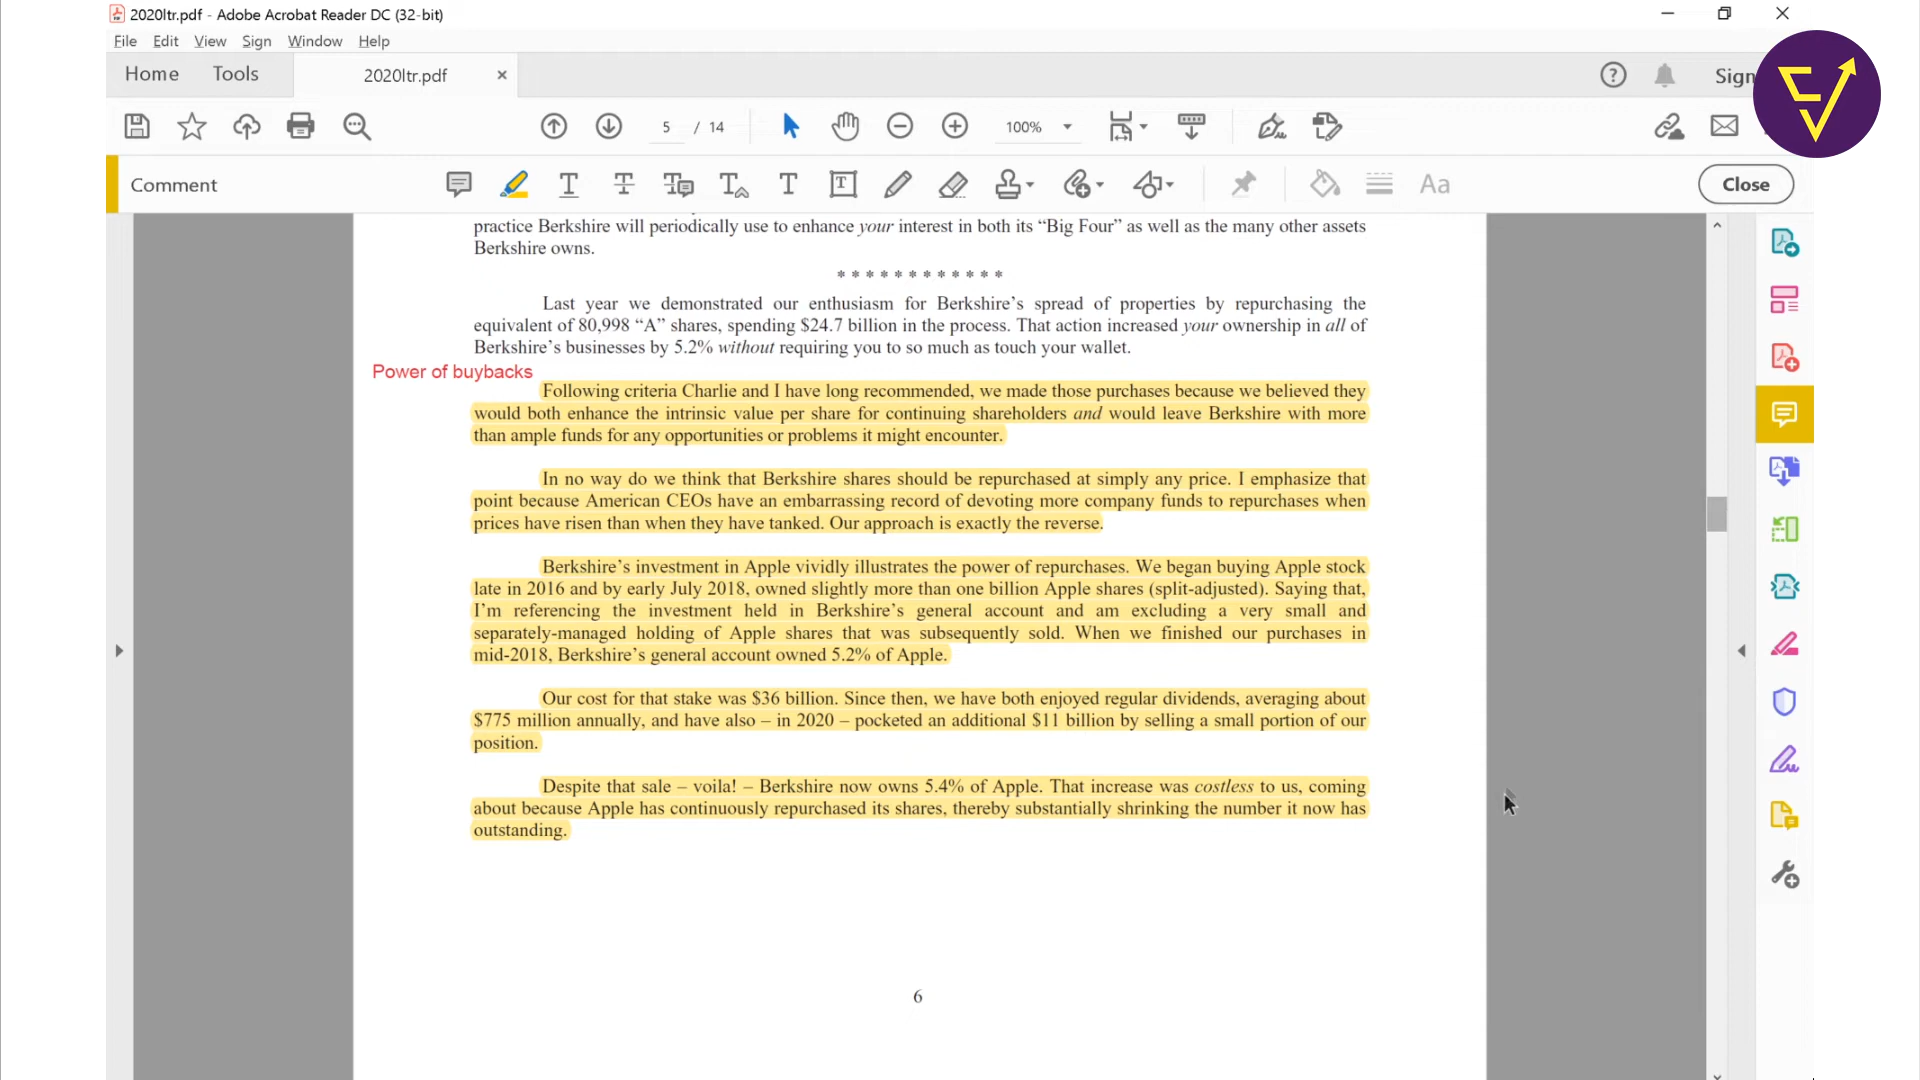 2020ltr.pdf - Adobe Acrobat Reader DC (32-bit)
File Edit View Sign Window Help
Home Tools 2020ltr.pdf × Sign
5 / 14 100%
Comment Close
practice Berkshire will periodically use to enhance your interest in both its “Big Four” as well as the many other assets
Berkshire owns.
* * * * * * * * * * * *
Last year we demonstrated our enthusiasm for Berkshire’s spread of properties by repurchasing the
equivalent of 80,998 “A” shares, spending $24.7 billion in the process. That action increased your ownership in all of
Berkshire’s businesses by 5.2% without requiring you to so much as touch your wallet.
Power of buybacks
Following criteria Charlie and I have long recommended, we made those purchases because we believed they
would both enhance the intrinsic value per share for continuing shareholders and would leave Berkshire with more
than ample funds for any opportunities or problems it might encounter.
In no way do we think that Berkshire shares should be repurchased at simply any price. I emphasize that
point because American CEOs have an embarrassing record of devoting more company funds to repurchases when
prices have risen than when they have tanked. Our approach is exactly the reverse.
Berkshire’s investment in Apple vividly illustrates the power of repurchases. We began buying Apple stock
late in 2016 and by early July 2018, owned slightly more than one billion Apple shares (split-adjusted). Saying that,
I’m referencing the investment held in Berkshire’s general account and am excluding a very small and
separately-managed holding of Apple shares that was subsequently sold. When we finished our purchases in
mid-2018, Berkshire’s general account owned 5.2% of Apple.
Our cost for that stake was $36 billion. Since then, we have both enjoyed regular dividends, averaging about
$775 million annually, and have also – in 2020 – pocketed an additional $11 billion by selling a small portion of our
position.
Despite that sale – voila! – Berkshire now owns 5.4% of Apple. That increase was costless to us, coming
about because Apple has continuously repurchased its shares, thereby substantially shrinking the number it now has
outstanding.
6